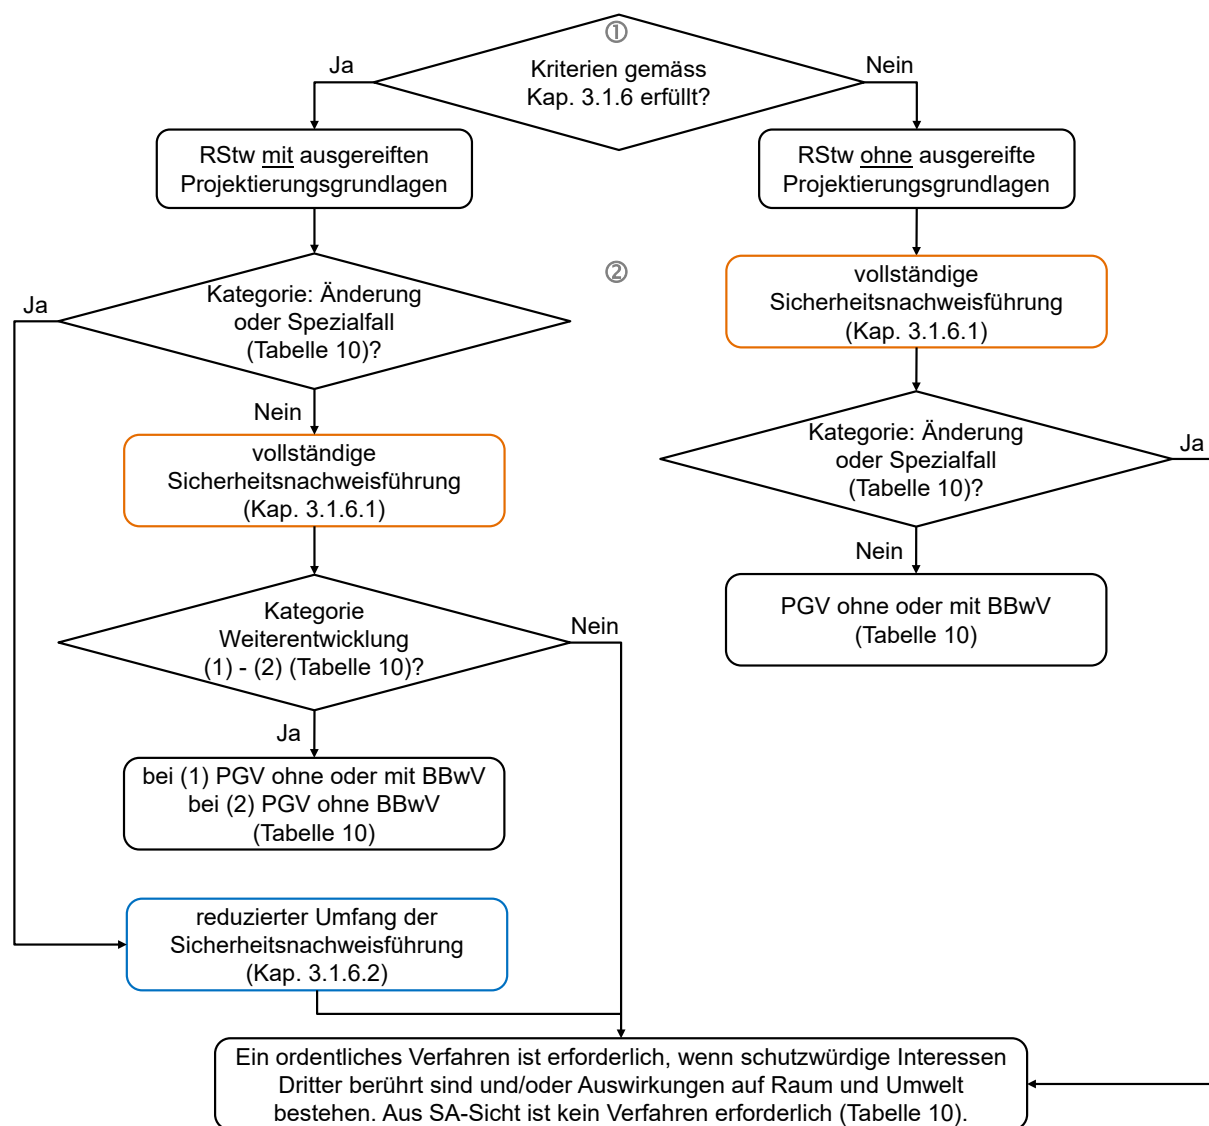 ①
Kriterien gemäss
Kap. 3.1.6 erfüllt?
Ja
Nein
RStw mit ausgereiften
Projektierungsgrundlagen
RStw ohne ausgereifte
Projektierungsgrundlagen
②
Kategorie: Änderung
oder Spezialfall
(Tabelle 10)?
Ja
Nein
vollständige
Sicherheitsnachweisführung
(Kap. 3.1.6.1)
vollständige
Sicherheitsnachweisführung
(Kap. 3.1.6.1)
Kategorie: Änderung
oder Spezialfall
(Tabelle 10)?
Ja
Nein
PGV ohne oder mit BBwV
(Tabelle 10)
Kategorie
Weiterentwicklung
(1) - (2) (Tabelle 10)?
Nein
Ja
bei (1) PGV ohne oder mit BBwV
bei (2) PGV ohne BBwV
(Tabelle 10)
reduzierter Umfang der
Sicherheitsnachweisführung
(Kap. 3.1.6.2)
Ein ordentliches Verfahren ist erforderlich, wenn schutzwürdige Interessen
Dritter berührt sind und/oder Auswirkungen auf Raum und Umwelt
bestehen. Aus SA-Sicht ist kein Verfahren erforderlich (Tabelle 10).